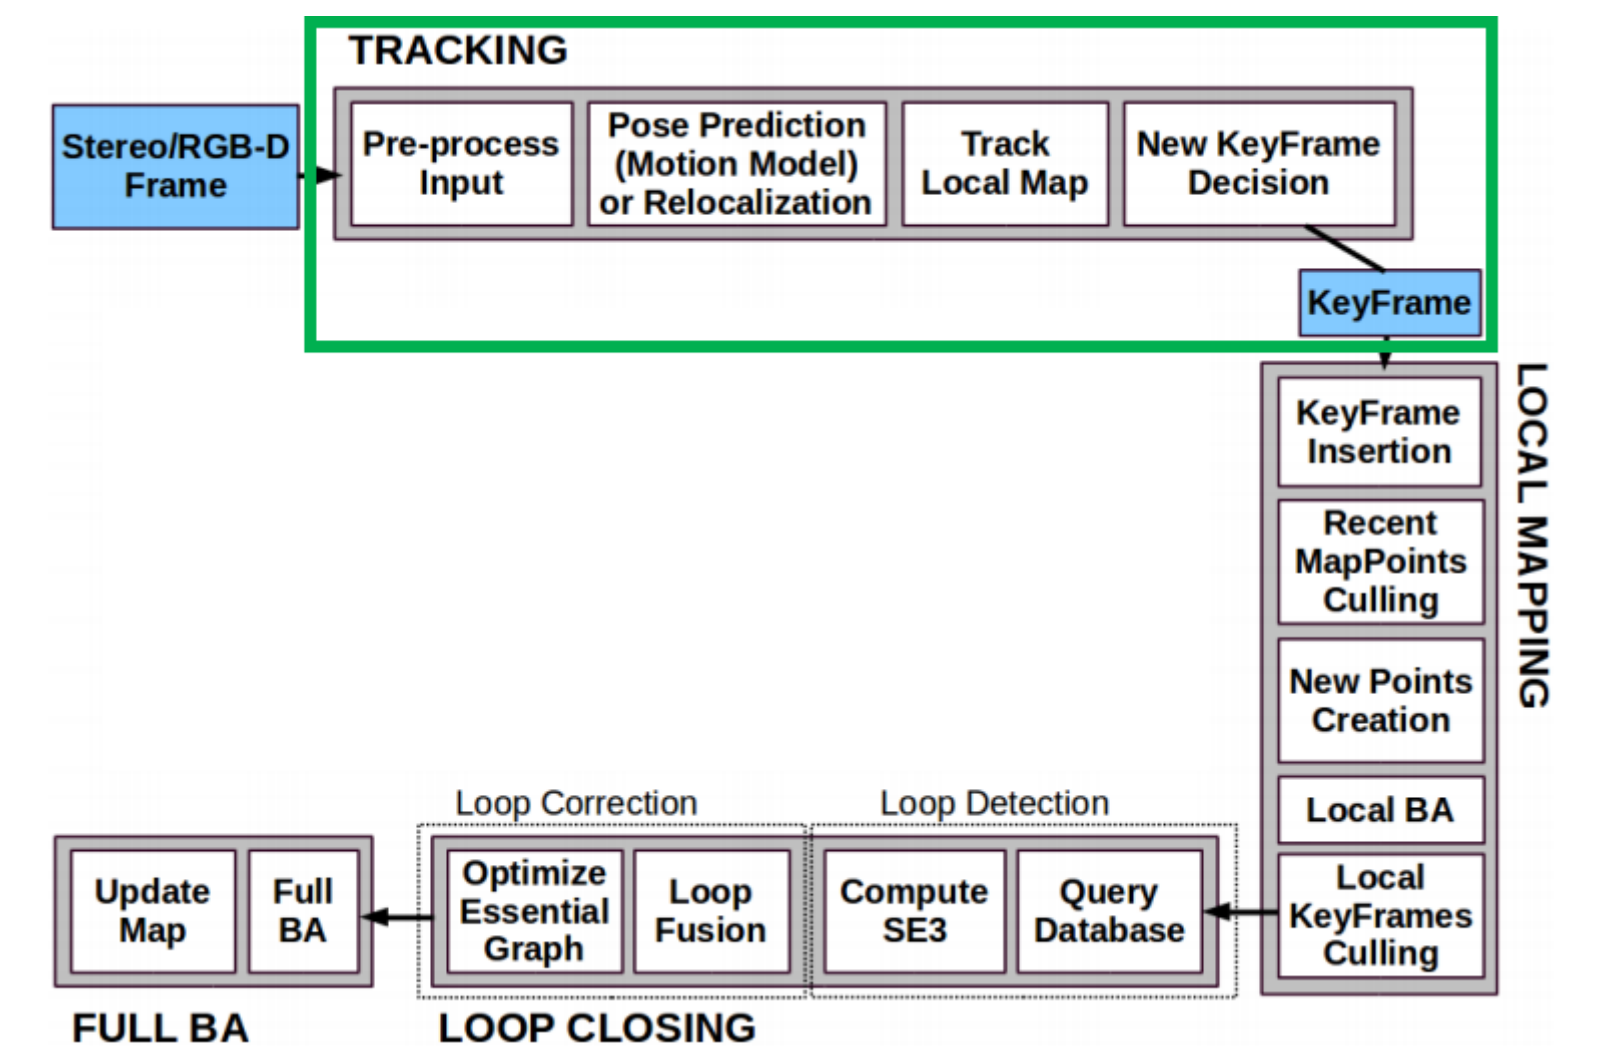 TRACKING
Stereo/RGB-D
Frame
Pre-process
Input
Pose Prediction
(Motion Model)
or Relocalization
Track
Local Map
New KeyFrame
Decision
KeyFrame
LOCAL MAPPING
KeyFrame
Insertion
Recent
MapPoints
Culling
New Points
Creation
Local BA
Local
KeyFrames
Culling
Loop Correction
Loop Detection
Update
Map
Full
BA
Optimize
Essential
Graph
Loop
Fusion
Compute
SE3
Query
Database
FULL BA
LOOP CLOSING